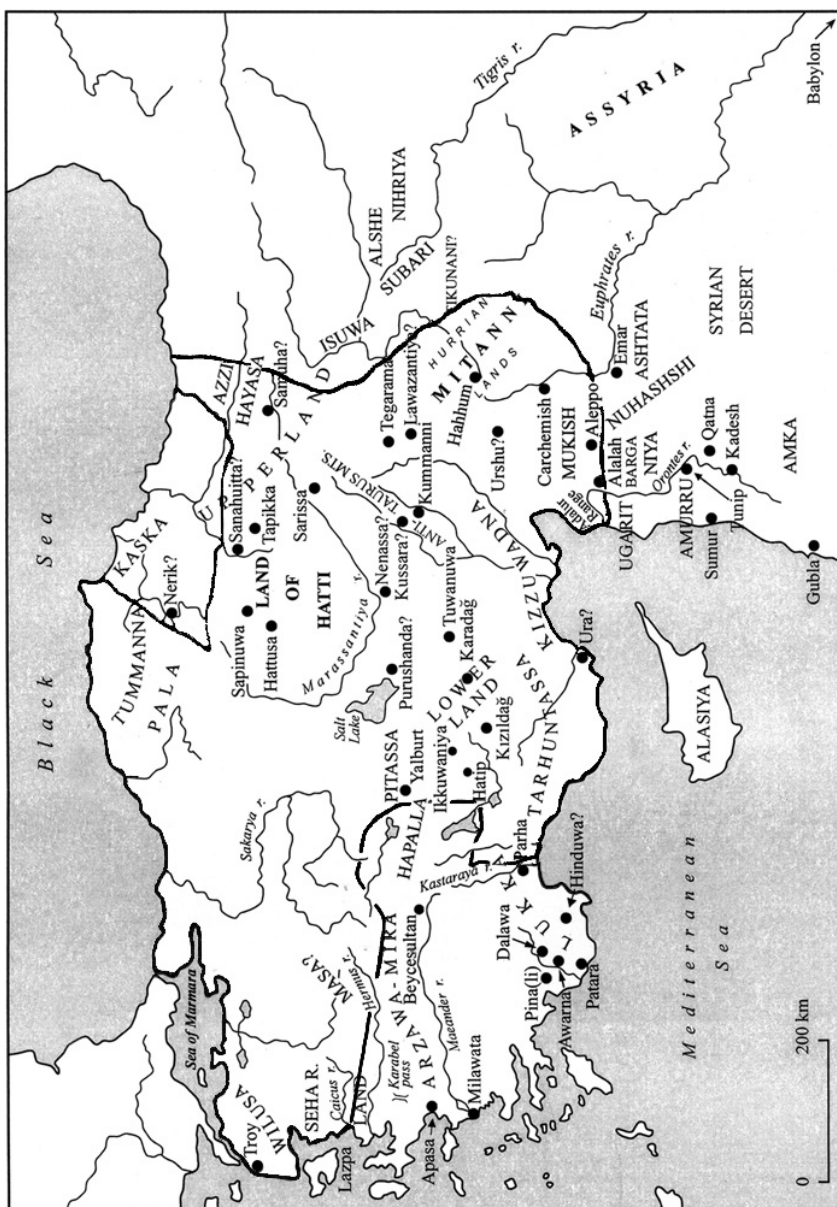 Black Sea
Sea of Marmara
Troy
WILUSA
SEHA R.
LAND
Caicus r.
Lazpa
MASA?
Hermus r.
Karabel pass
ARZAWA-MIRA
Apasa
Milawata
Maeander r.
Beycesultan
Kastaraya r.
HAPALLA
Sakarya r.
PITASSA
Yalburt
Ikkuwaniya
Hatip
Kızıldağ
Karadağ
LOWER LAND
Tuwanuwa
Purushanda?
Salt Lake
TARHUNTASSA
Parha
LUKKA
Dalawa
Pina(li)
Awarna
Patara
Hinduwa?
Mediterranean Sea
0
200 km
TUMMANNA
PALA
KASKA
Nerik?
Sapinuwa
Hattusa
LAND OF HATTI
Marassantiya r.
Sanahuitta?
Tapikka
Sarissa
UPPER LAND
AZZI
HAYASA
Samuha?
Nenassa?
Kussara?
ANTI-TAURUS MTS.
Kummanni
Tegarama
Lawazantiya?
KIZZUWADNA
Ura?
ISUWA
ALSHE
NIHRIYA
SUBARI
TIKUNANI?
HURRIAN LANDS
MITANNI
Hahhum
Urshu?
Carchemish
MUKISH
Aleppo
Alalah
Adalur Range
UGARIT
BARGA
NIYA
NUHASHSHI
Emar
ASHTATA
Euphrates r.
Tigris r.
ASSYRIA
Babylon
SYRIAN DESERT
Orontes r.
AMURRU
Sumur
Tunip
Qatna
Kadesh
AMKA
Gubla
ALASIYA